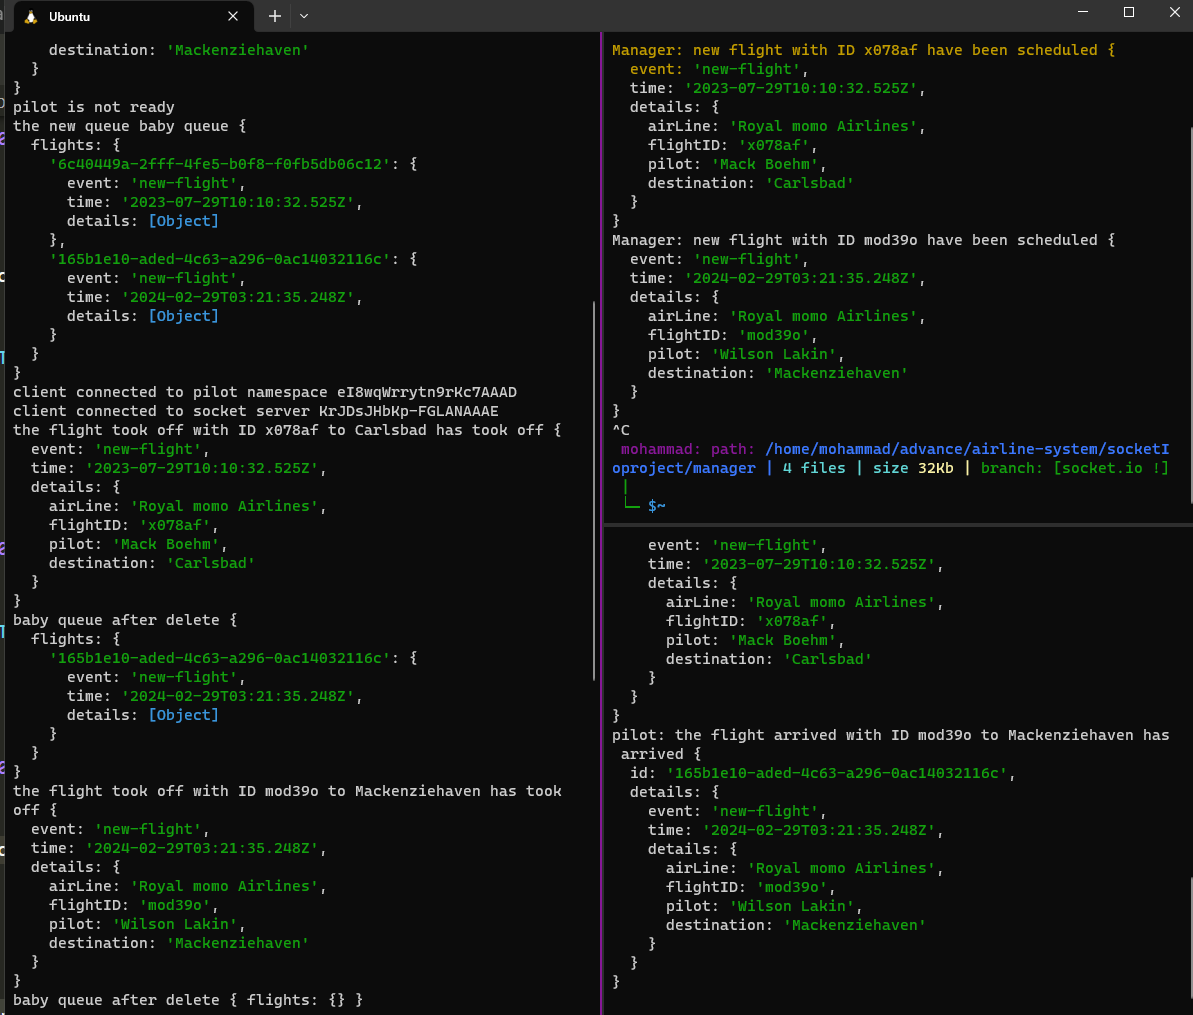 Ubuntu
destination: 'Mackenziehaven'
}
}
pilot is not ready
the new queue baby queue {
flights: {
'6c40449a-2fff-4fe5-b0f8-f0fb5db06c12': {
event: 'new-flight',
time: '2023-07-29T10:10:32.525Z',
details: [Object]
},
'165b1e10-aded-4c63-a296-0ac14032116c': {
event: 'new-flight',
time: '2024-02-29T03:21:35.248Z',
details: [Object]
}
}
}
client connected to pilot namespace eI8wqWrrytn9rKc7AAAD
client connected to socket server KrJDsJHbKp-FGLANAAAE
the flight took off with ID x078af to Carlsbad has took off {
event: 'new-flight',
time: '2023-07-29T10:10:32.525Z',
details: {
airLine: 'Royal momo Airlines',
flightID: 'x078af',
pilot: 'Mack Boehm',
destination: 'Carlsbad'
}
}
baby queue after delete {
flights: {
'165b1e10-aded-4c63-a296-0ac14032116c': {
event: 'new-flight',
time: '2024-02-29T03:21:35.248Z',
details: [Object]
}
}
}
the flight took off with ID mod39o to Mackenziehaven has took
off {
event: 'new-flight',
time: '2024-02-29T03:21:35.248Z',
details: {
airLine: 'Royal momo Airlines',
flightID: 'mod39o',
pilot: 'Wilson Lakin',
destination: 'Mackenziehaven'
}
}
baby queue after delete { flights: {} }
Manager: new flight with ID x078af have been scheduled {
event: 'new-flight',
time: '2023-07-29T10:10:32.525Z',
details: {
airLine: 'Royal momo Airlines',
flightID: 'x078af',
pilot: 'Mack Boehm',
destination: 'Carlsbad'
}
}
Manager: new flight with ID mod39o have been scheduled {
event: 'new-flight',
time: '2024-02-29T03:21:35.248Z',
details: {
airLine: 'Royal momo Airlines',
flightID: 'mod39o',
pilot: 'Wilson Lakin',
destination: 'Mackenziehaven'
}
}
^C
mohammad: path: /home/mohammad/advance/airline-system/socketI
oproject/manager | 4 files | size 32Kb | branch: [socket.io !]
|
└─ $~
event: 'new-flight',
time: '2023-07-29T10:10:32.525Z',
details: {
airLine: 'Royal momo Airlines',
flightID: 'x078af',
pilot: 'Mack Boehm',
destination: 'Carlsbad'
}
}
}
pilot: the flight arrived with ID mod39o to Mackenziehaven has
arrived {
id: '165b1e10-aded-4c63-a296-0ac14032116c',
details: {
event: 'new-flight',
time: '2024-02-29T03:21:35.248Z',
details: {
airLine: 'Royal momo Airlines',
flightID: 'mod39o',
pilot: 'Wilson Lakin',
destination: 'Mackenziehaven'
}
}
}